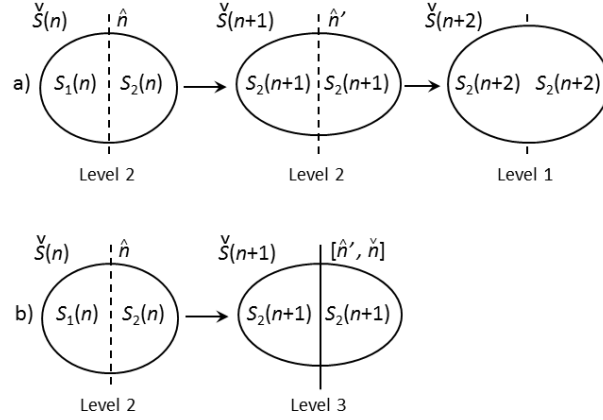 Š(n) n̂ Š(n+1) n̂′ Š(n+2)
a) S₁(n) S₂(n) S₂(n+1) S₂(n+1) S₂(n+2) S₂(n+2)
Level 2 Level 2 Level 1
Š(n) n̂ Š(n+1) [n̂′, ň]
b) S₁(n) S₂(n) S₂(n+1) S₂(n+1)
Level 2 Level 3